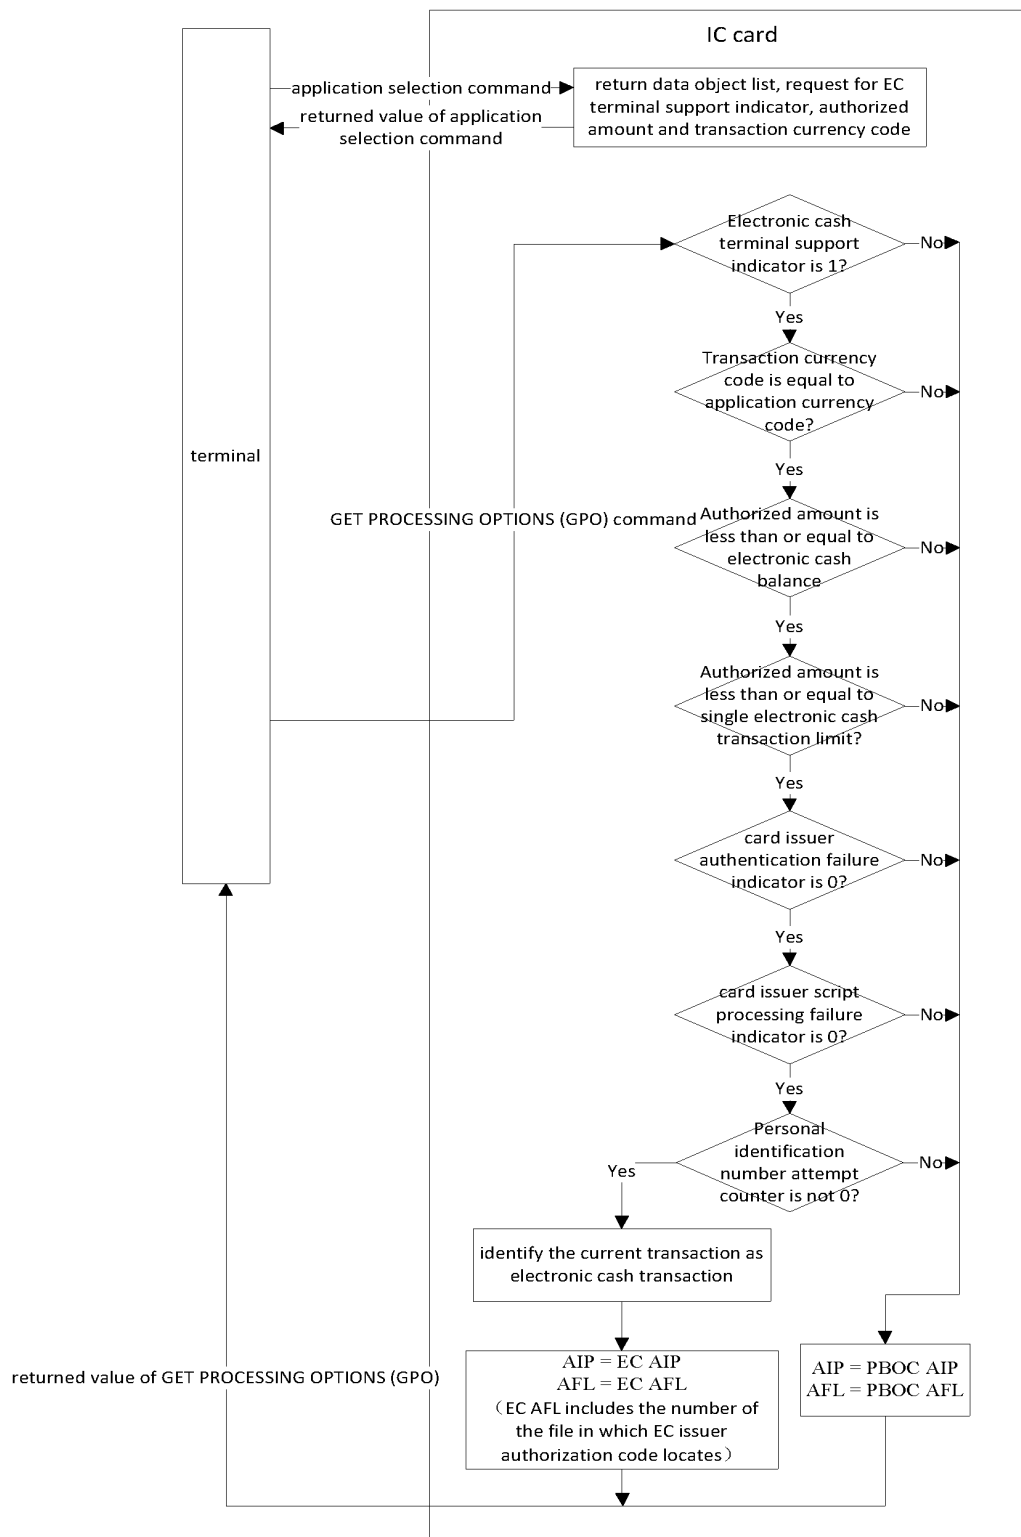 IC card
application selection command
return data object list, request for EC
terminal support indicator, authorized
amount and transaction currency code
returned value of application
selection command
Electronic cash
terminal support
indicator is 1?
No
Yes
Transaction currency
code is equal to
application currency
code?
No
terminal
Yes
GET PROCESSING OPTIONS (GPO) command
Authorized amount is
less than or equal to
electronic cash
balance
No
Yes
Authorized amount is
less than or equal to
single electronic cash
transaction limit?
No
Yes
card issuer
authentication failure
indicator is 0?
No
Yes
card issuer script
processing failure
indicator is 0?
No
Yes
Personal
identification
number attempt
counter is not 0?
No
Yes
identify the current transaction as
electronic cash transaction
returned value of GET PROCESSING OPTIONS (GPO)
AIP = EC AIP
AFL = EC AFL
（EC AFL includes the number of
the file in which EC issuer
authorization code locates）
AIP = PBOC AIP
AFL = PBOC AFL